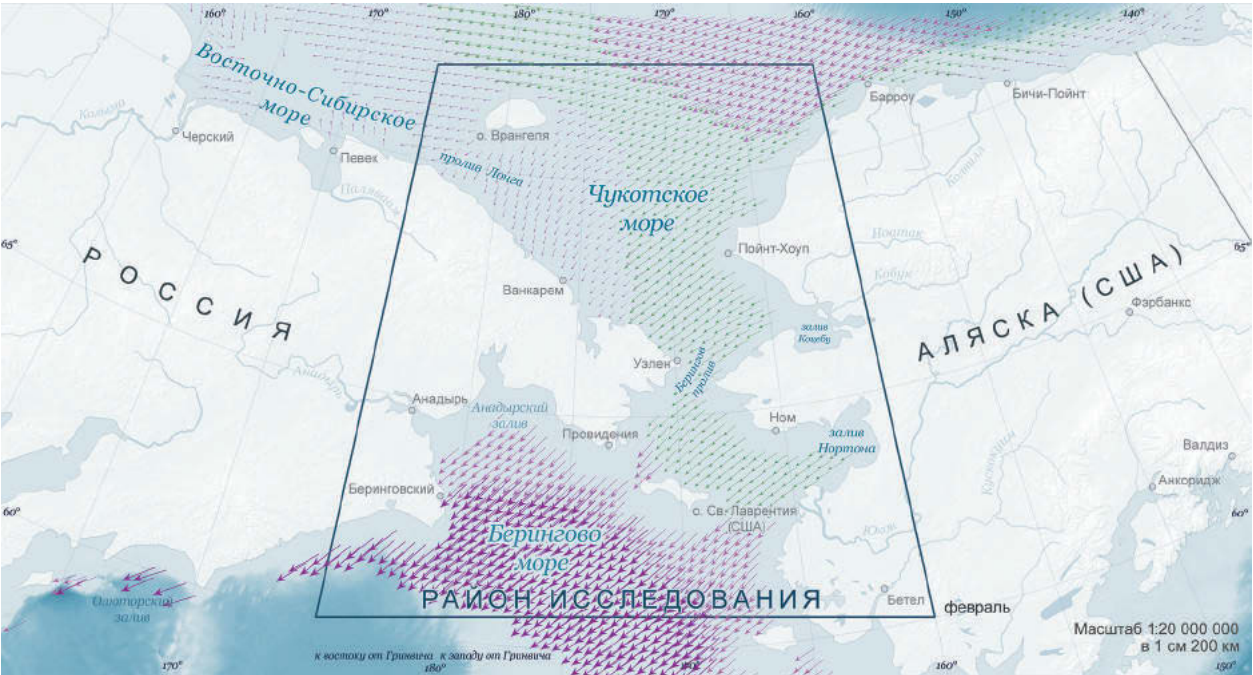 160° 170° 180° 170° 160° 150° 140°
Восточно-Сибирское
море
Колыма
Черский
Певек
о. Врангеля
Барроу
Бичи-Пойнт
пролив Лонга
Паляваам
Колвилл
Чукотское
море
Ноатак
Пойнт-Хоуп
Кобук
65°
65°
РОССИЯ
АЛЯСКА (США)
Ванкарем
Фэрбанкс
залив
Коцебу
Уэлен
Берингов
пролив
Анадырь
Анадырь
Анадырский
залив
Провидения
Ном
залив
Нортона
Валдиз
Анкоридж
Беринговский
о. Св. Лаврентия
(США)
60°
60°
Юкон
Берингово
море
Олюторский
залив
РАЙОН ИССЛЕДОВАНИЯ
Бетел
февраль
Масштаб 1:20 000 000
в 1 см 200 км
к востоку от Гринвича к западу от Гринвича
170° 180° 160° 150°